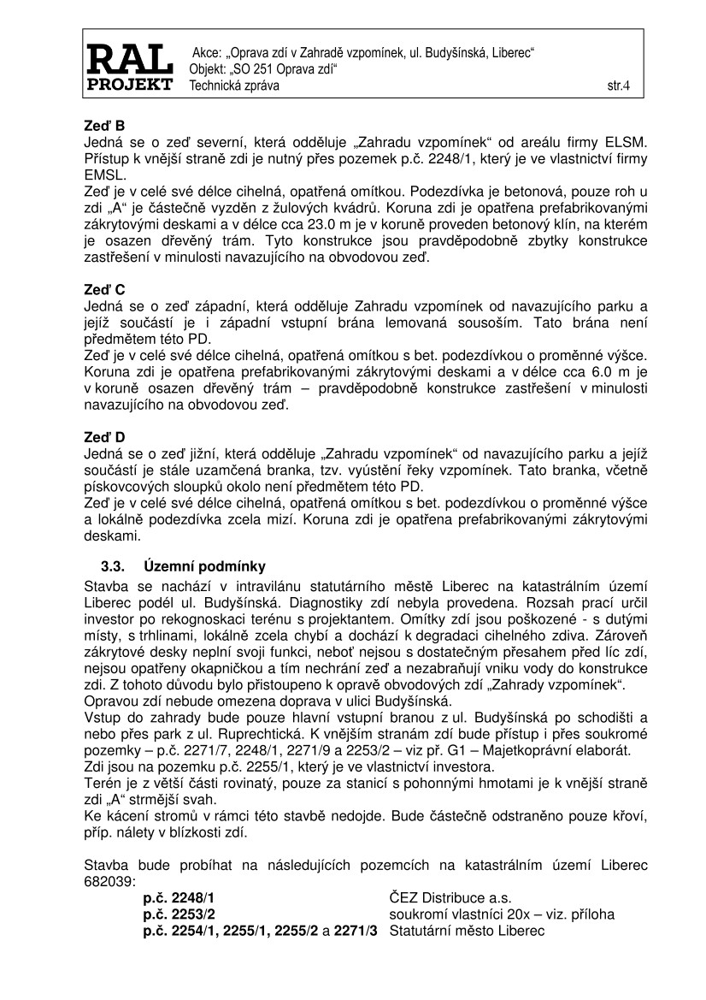 RAL
PROJEKT
Akce: „Oprava zdí v Zahradě vzpomínek, ul. Budyšínská, Liberec“
Objekt: „SO 251 Oprava zdí“
Technická zpráva str.4
Zeď B
Jedná se o zeď severní, která odděluje „Zahradu vzpomínek“ od areálu firmy ELSM.
Přístup k vnější straně zdi je nutný přes pozemek p.č. 2248/1, který je ve vlastnictví firmy
EMSL.
Zeď je v celé své délce cihelná, opatřená omítkou. Podezdívka je betonová, pouze roh u
zdi „A“ je částečně vyzděn z žulových kvádrů. Koruna zdi je opatřena prefabrikovanými
zákrytovými deskami a v délce cca 23.0 m je v koruně proveden betonový klín, na kterém
je osazen dřevěný trám. Tyto konstrukce jsou pravděpodobně zbytky konstrukce
zastřešení v minulosti navazujícího na obvodovou zeď.
Zeď C
Jedná se o zeď západní, která odděluje Zahradu vzpomínek od navazujícího parku a
jejíž součástí je i západní vstupní brána lemovaná sousoším. Tato brána není
předmětem této PD.
Zeď je v celé své délce cihelná, opatřená omítkou s bet. podezdívkou o proměnné výšce.
Koruna zdi je opatřena prefabrikovanými zákrytovými deskami a v délce cca 6.0 m je
v koruně osazen dřevěný trám – pravděpodobně konstrukce zastřešení v minulosti
navazujícího na obvodovou zeď.
Zeď D
Jedná se o zeď jižní, která odděluje „Zahradu vzpomínek“ od navazujícího parku a jejíž
součástí je stále uzamčená branka, tzv. vyústění řeky vzpomínek. Tato branka, včetně
pískovcových sloupků okolo není předmětem této PD.
Zeď je v celé své délce cihelná, opatřená omítkou s bet. podezdívkou o proměnné výšce
a lokálně podezdívka zcela mizí. Koruna zdi je opatřena prefabrikovanými zákrytovými
deskami.
3.3. Územní podmínky
Stavba se nachází v intravilánu statutárního městě Liberec na katastrálním území
Liberec podél ul. Budyšínská. Diagnostiky zdí nebyla provedena. Rozsah prací určil
investor po rekognoskaci terénu s projektantem. Omítky zdí jsou poškozené - s dutými
místy, s trhlinami, lokálně zcela chybí a dochází k degradaci cihelného zdiva. Zároveň
zákrytové desky neplní svoji funkci, neboť nejsou s dostatečným přesahem před líc zdí,
nejsou opatřeny okapničkou a tím nechrání zeď a nezabraňují vniku vody do konstrukce
zdi. Z tohoto důvodu bylo přistoupeno k opravě obvodových zdí „Zahrady vzpomínek“.
Opravou zdí nebude omezena doprava v ulici Budyšínská.
Vstup do zahrady bude pouze hlavní vstupní branou z ul. Budyšínská po schodišti a
nebo přes park z ul. Ruprechtická. K vnějším stranám zdí bude přístup i přes soukromé
pozemky – p.č. 2271/7, 2248/1, 2271/9 a 2253/2 – viz př. G1 – Majetkoprávní elaborát.
Zdi jsou na pozemku p.č. 2255/1, který je ve vlastnictví investora.
Terén je z větší části rovinatý, pouze za stanicí s pohonnými hmotami je k vnější straně
zdi „A“ strmější svah.
Ke kácení stromů v rámci této stavbě nedojde. Bude částečně odstraněno pouze křoví,
příp. nálety v blízkosti zdí.
Stavba bude probíhat na následujících pozemcích na katastrálním území Liberec
682039:
p.č. 2248/1 ČEZ Distribuce a.s.
p.č. 2253/2 soukromí vlastníci 20x – viz. příloha
p.č. 2254/1, 2255/1, 2255/2 a 2271/3 Statutární město Liberec